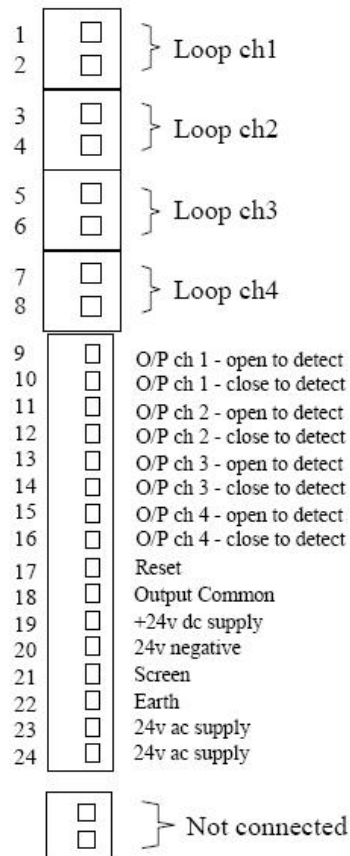 1
2
Loop ch1
3
4
Loop ch2
5
6
Loop ch3
7
8
Loop ch4
9 O/P ch 1 - open to detect
10 O/P ch 1 - close to detect
11 O/P ch 2 - open to detect
12 O/P ch 2 - close to detect
13 O/P ch 3 - open to detect
14 O/P ch 3 - close to detect
15 O/P ch 4 - open to detect
16 O/P ch 4 - close to detect
17 Reset
18 Output Common
19 +24v dc supply
20 24v negative
21 Screen
22 Earth
23 24v ac supply
24 24v ac supply
Not connected